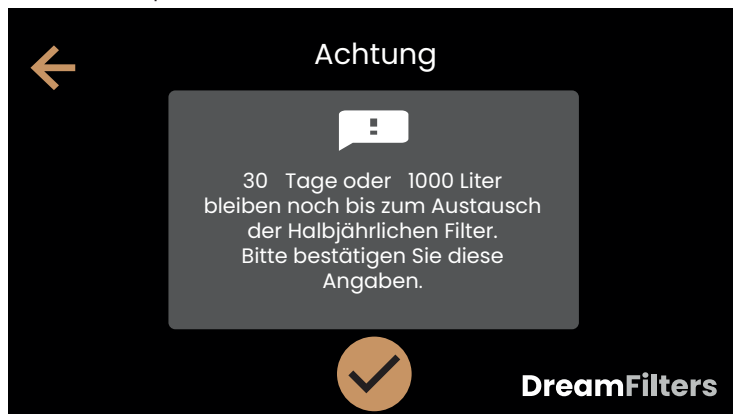 Achtung
30 Tage oder 1000 Liter
bleiben noch bis zum Austausch
der Halbjährlichen Filter.
Bitte bestätigen Sie diese
Angaben.
DreamFilters